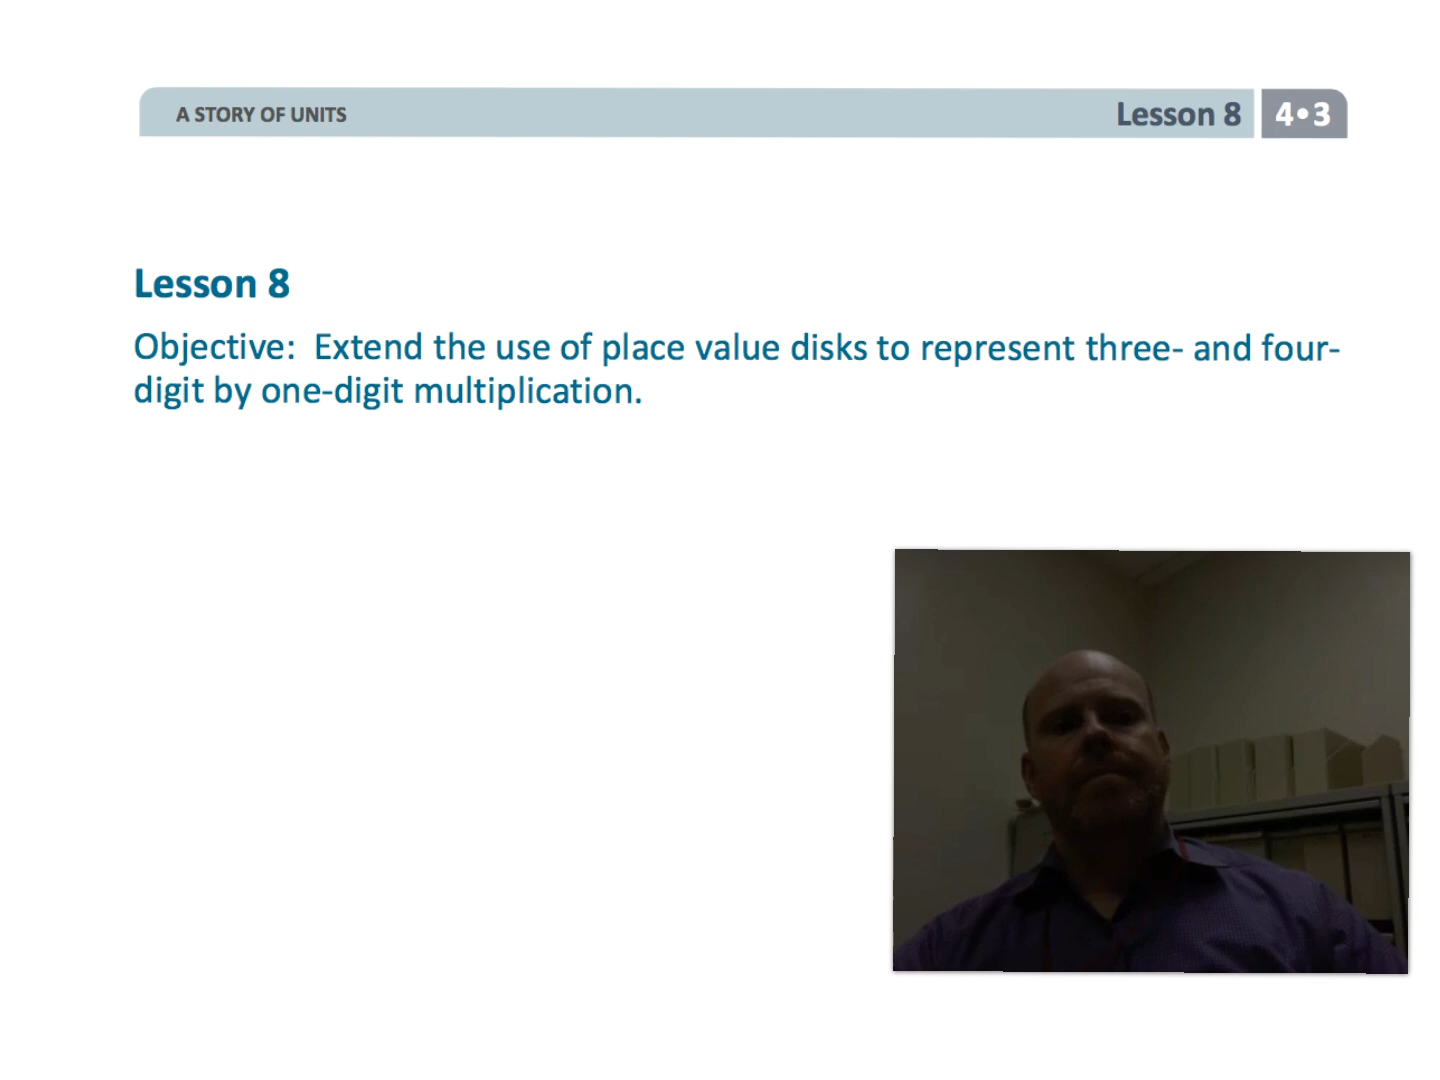 A STORY OF UNITS
Lesson 8
4•3
Lesson 8
Objective:  Extend the use of place value disks to represent three- and four-
digit by one-digit multiplication.